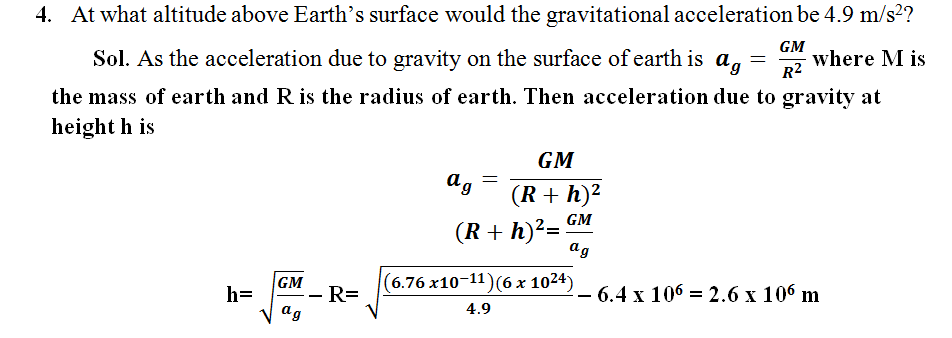 4. At what altitude above Earth's surface would the gravitational acceleration be 4.9 m/s²?
Sol. As the acceleration due to gravity on the surface of earth is a_g = GM/R² where M is
the mass of earth and R is the radius of earth. Then acceleration due to gravity at
height h is
a_g = GM/(R + h)²
(R + h)²= GM/a_g
h= √(GM/a_g) – R= √((6.76 x10⁻¹¹)(6 x 10²⁴)/4.9) – 6.4 x 10⁶ = 2.6 x 10⁶ m